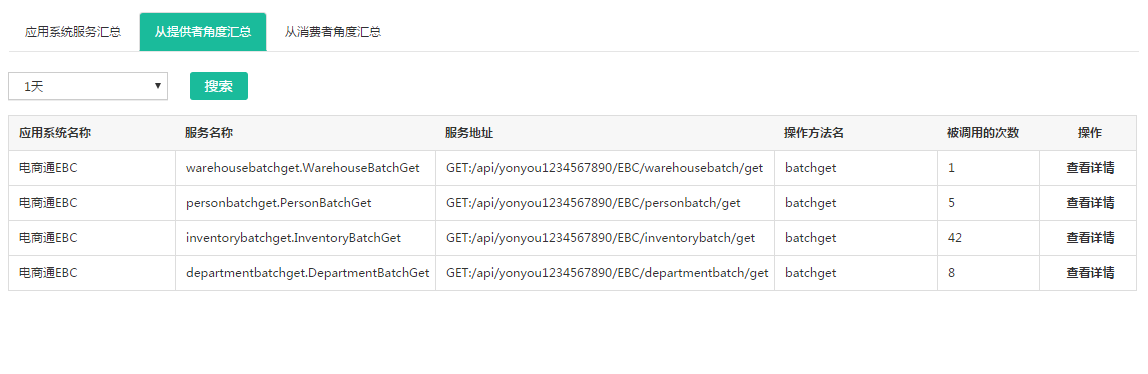 应用系统服务汇总 从提供者角度汇总 从消费者角度汇总
1天 搜索
应用系统名称 服务名称 服务地址 操作方法名 被调用的次数 操作
电商通EBC warehousebatchget.WarehouseBatchGet GET:/api/yonyou1234567890/EBC/warehousebatch/get batchget 1 查看详情
电商通EBC personbatchget.PersonBatchGet GET:/api/yonyou1234567890/EBC/personbatch/get batchget 5 查看详情
电商通EBC inventorybatchget.InventoryBatchGet GET:/api/yonyou1234567890/EBC/inventorybatch/get batchget 42 查看详情
电商通EBC departmentbatchget.DepartmentBatchGet GET:/api/yonyou1234567890/EBC/departmentbatch/get batchget 8 查看详情